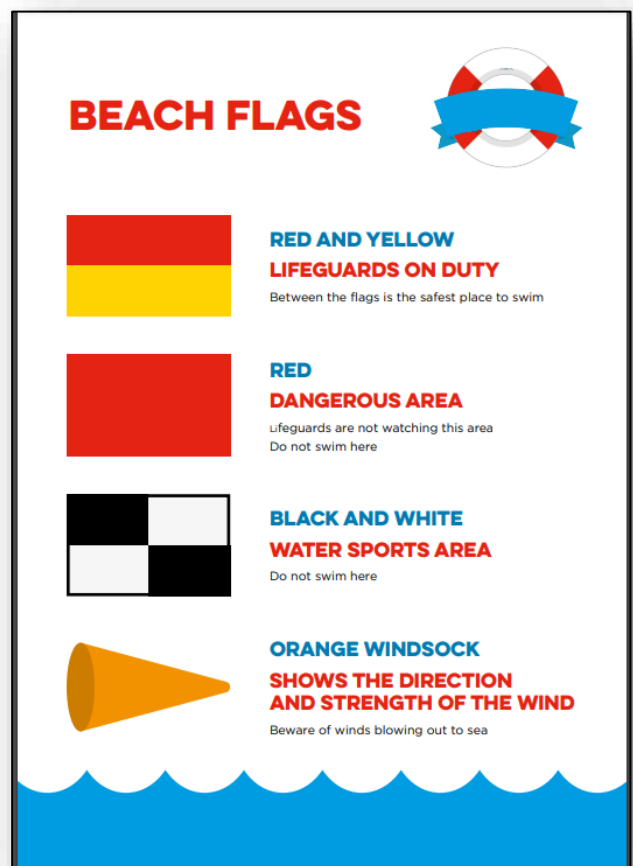 BEACH FLAGS
RED AND YELLOW
LIFEGUARDS ON DUTY
Between the flags is the safest place to swim
RED
DANGEROUS AREA
Lifeguards are not watching this area
Do not swim here
BLACK AND WHITE
WATER SPORTS AREA
Do not swim here
ORANGE WINDSOCK
SHOWS THE DIRECTION
AND STRENGTH OF THE WIND
Beware of winds blowing out to sea